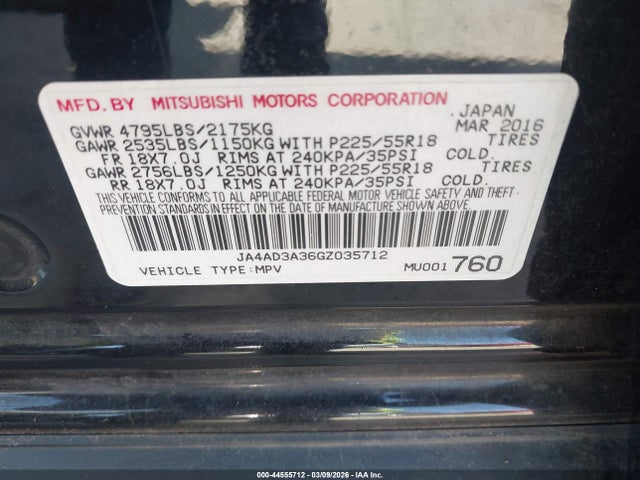 MFD. BY MITSUBISHI MOTORS CORPORATION
JAPAN
GVWR 4795LBS/2175KG MAR 2016
GAWR 2535LBS/1150KG WITH P225/55R18 TIRES
FR 18X7.0J RIMS AT 240KPA/35PSI COLD.
GAWR 2756LBS/1250KG WITH P225/55R18 TIRES
RR 18X7.0J RIMS AT 240KPA/35PSI COLD.
THIS VEHICLE CONFORMS TO ALL APPLICABLE FEDERAL MOTOR VEHICLE SAFETY AND THEFT-
PREVENTION STANDARDS IN EFFECT ON THE DATE OF MANUFACTURE SHOWN ABOVE.
JA4AD3A36GZ035712
VEHICLE TYPE:MPV MU001 760
000-44555712 | 03/09/2026 | IAA Inc.